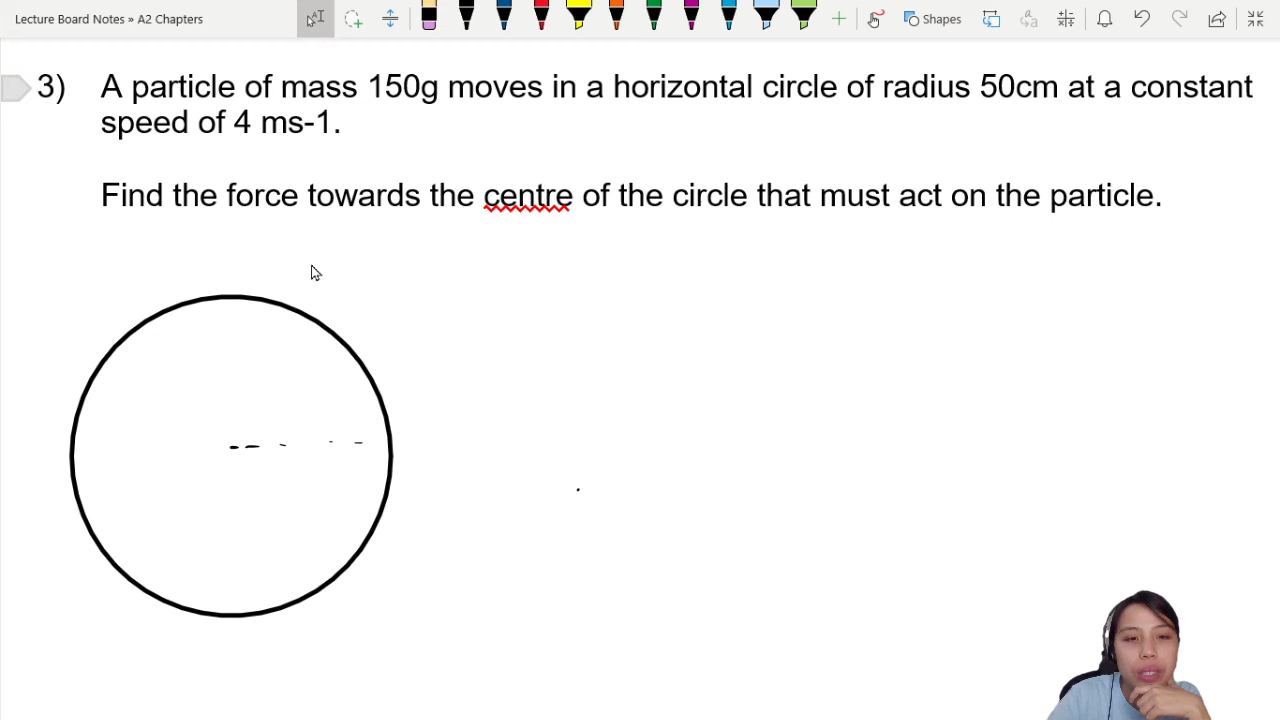 Lecture Board Notes » A2 Chapters
Shapes
3) A particle of mass 150g moves in a horizontal circle of radius 50cm at a constant
speed of 4 ms-1.
Find the force towards the centre of the circle that must act on the particle.